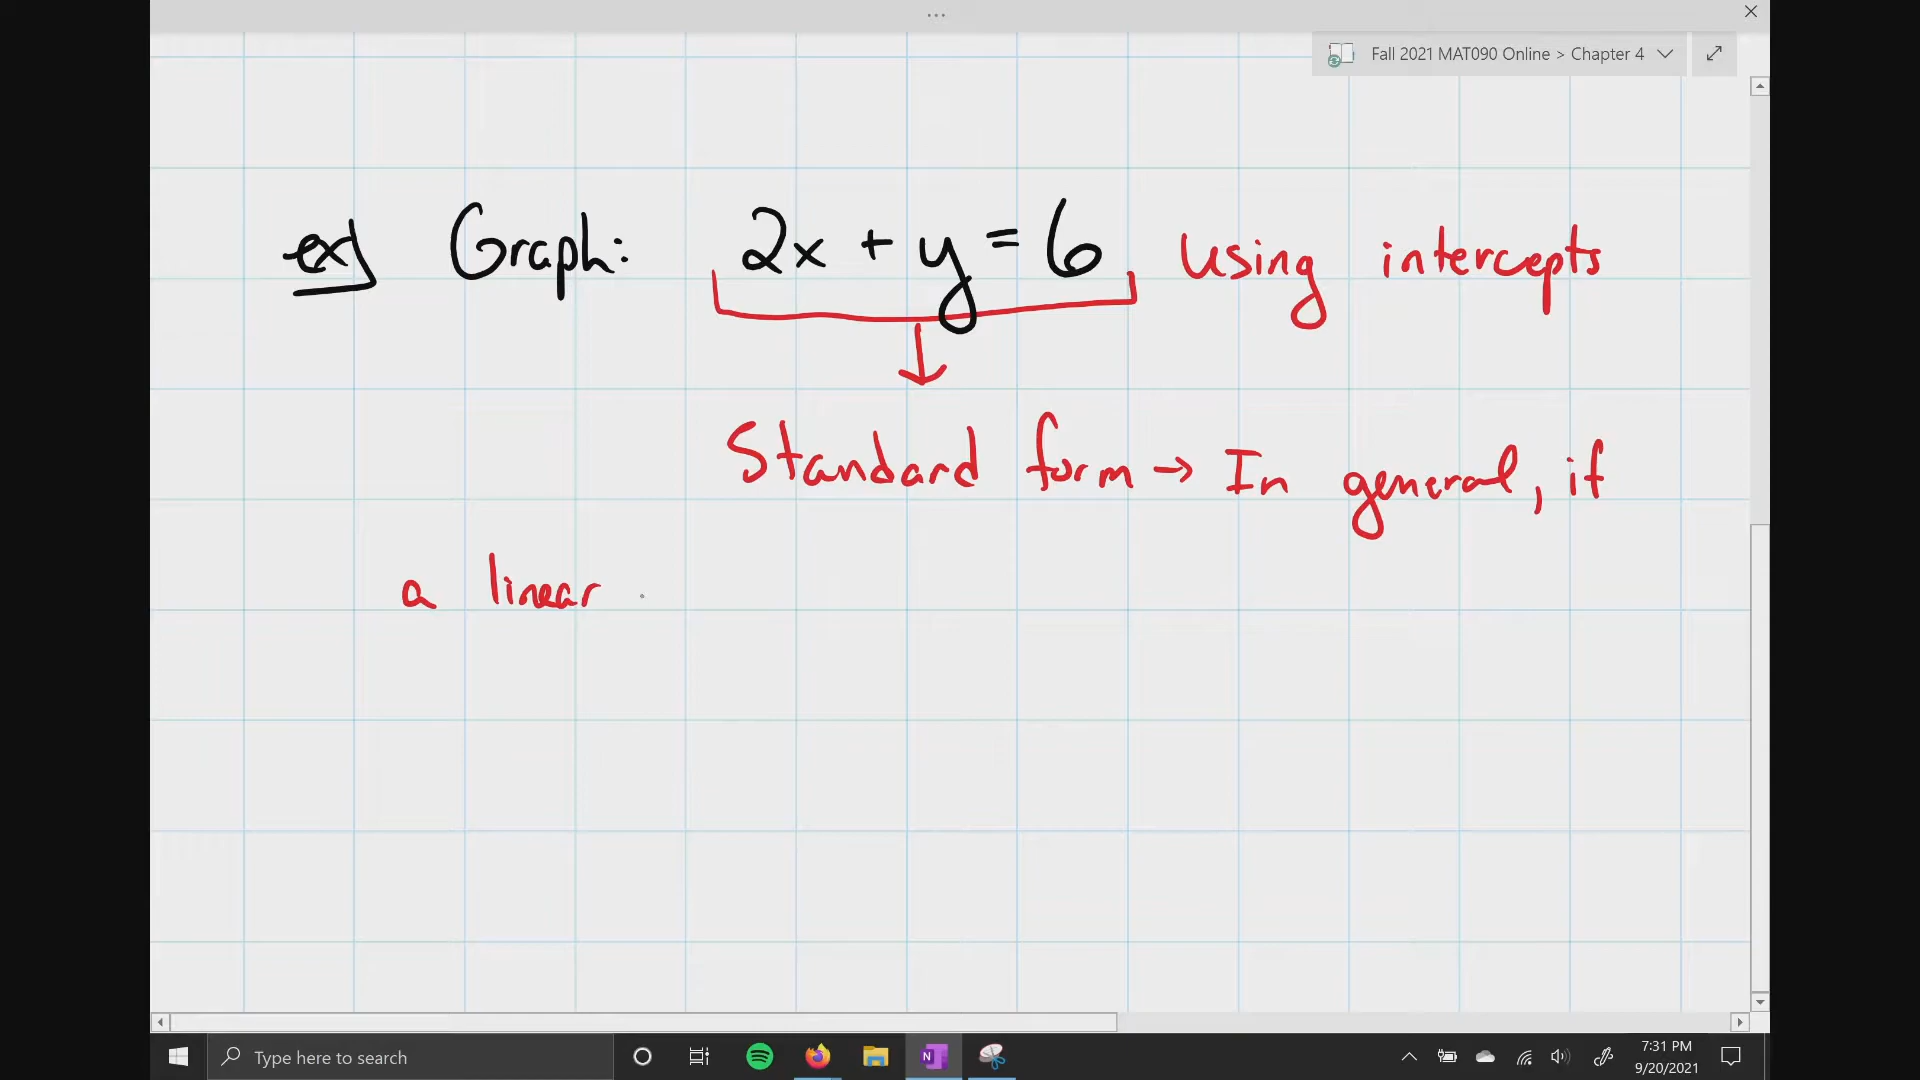 ...
Fall 2021 MAT090 Online > Chapter 4
ex) Graph: 2x + y = 6 using intercepts
Standard form → In general, if
a linear
Type here to search
7:31 PM
9/20/2021